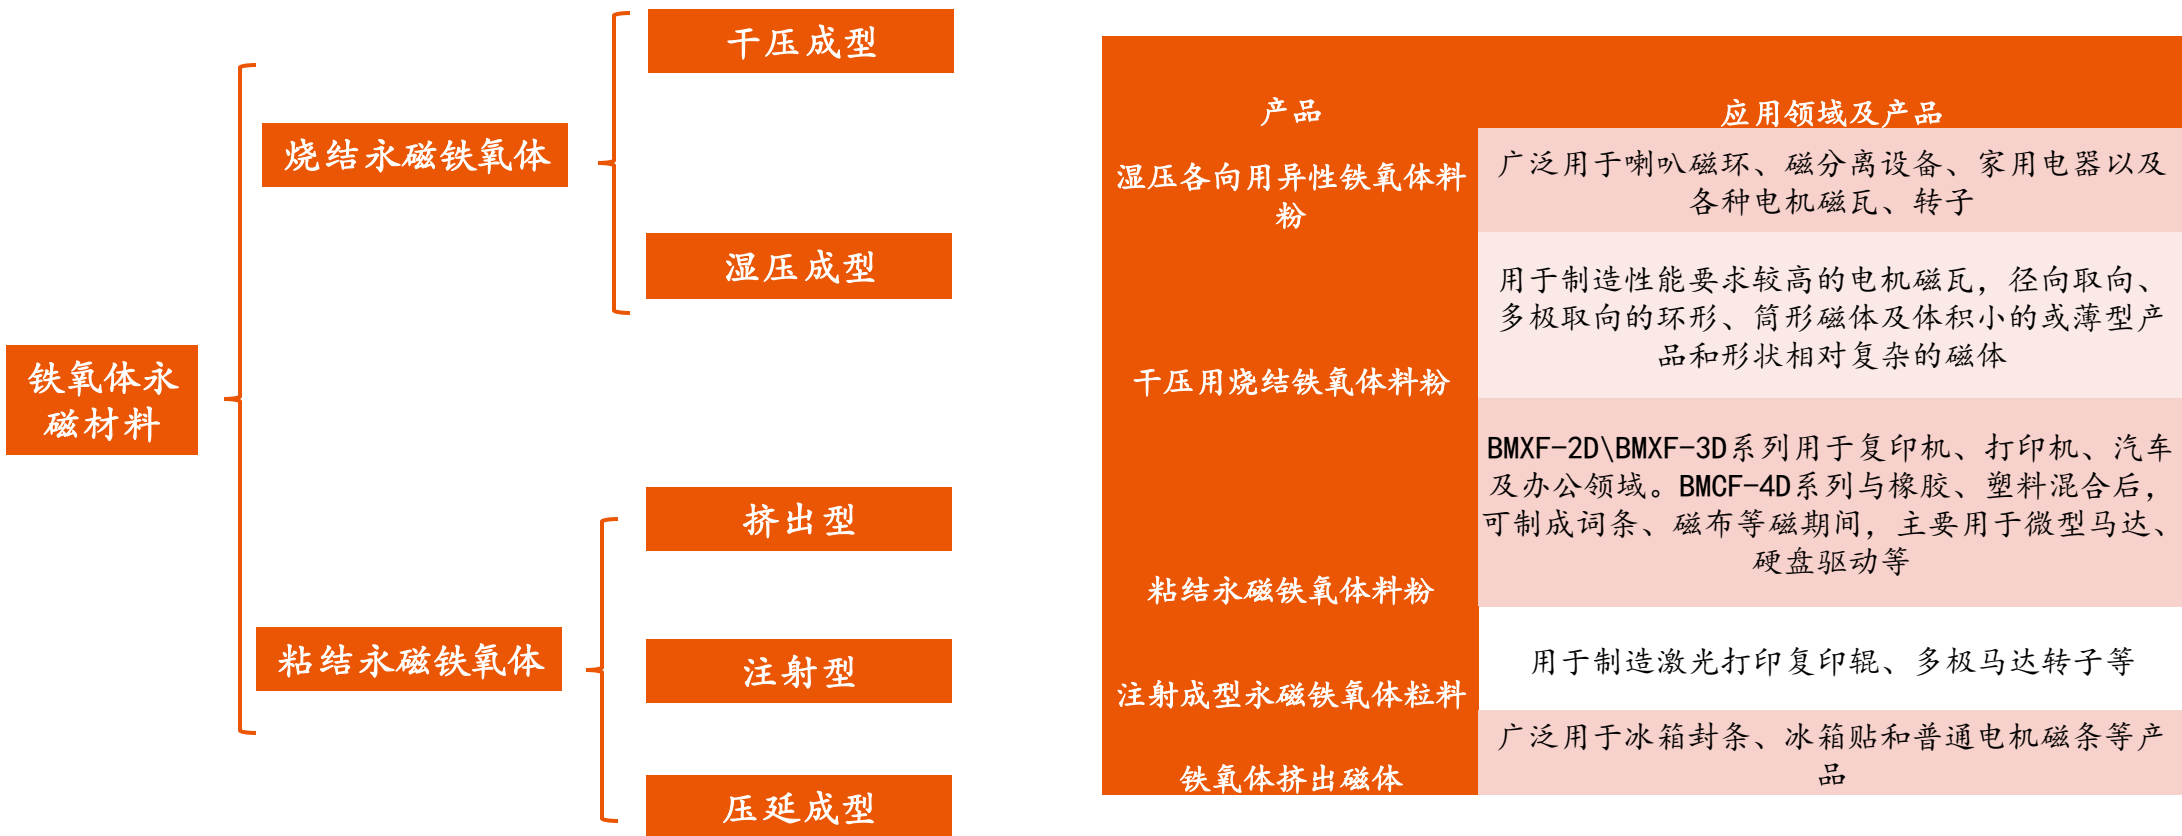 干压成型
烧结永磁铁氧体
湿压成型
铁氧体永
磁材料
挤出型
粘结永磁铁氧体
注射型
压延成型
产品
应用领域及产品
湿压各向用异性铁氧体料
粉
广泛用于喇叭磁环、磁分离设备、家用电器以及
各种电机磁瓦、转子
干压用烧结铁氧体料粉
用于制造性能要求较高的电机磁瓦，径向取向、
多极取向的环形、筒形磁体及体积小的或薄型产
品和形状相对复杂的磁体
粘结永磁铁氧体料粉
BMXF-2D\BMXF-3D系列用于复印机、打印机、汽车
及办公领域。BMCF-4D系列与橡胶、塑料混合后，
可制成词条、磁布等磁期间，主要用于微型马达、
硬盘驱动等
注射成型永磁铁氧体粒料
用于制造激光打印复印辊、多极马达转子等
铁氧体挤出磁体
广泛用于冰箱封条、冰箱贴和普通电机磁条等产
品